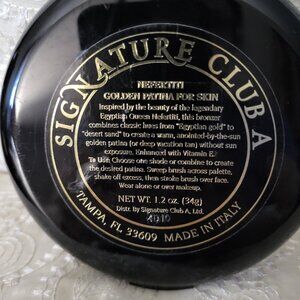 SIGNATURE CLUB A
NEFERTITI
GOLDEN PATINA FOR SKIN
Inspired by the beauty of the legendary
Egyptian Queen Nefertiti, this bronzer
combines classic hues from "Egyptian gold" to
"desert sand" to create a warm, anointed-by-the-sun
golden patina (or deep vacation tan) without sun
exposure. Enhanced with Vitamin E.
To Use: Choose one shade or combine to create
the desired patina. Sweep brush across palette,
shake off excess, then stroke brush over face.
Wear alone or over makeup.
NET WT. 1.2 oz. (34g)
Distr. by Signature Club A, Ltd.
TAMPA, FL 33609 MADE IN ITALY